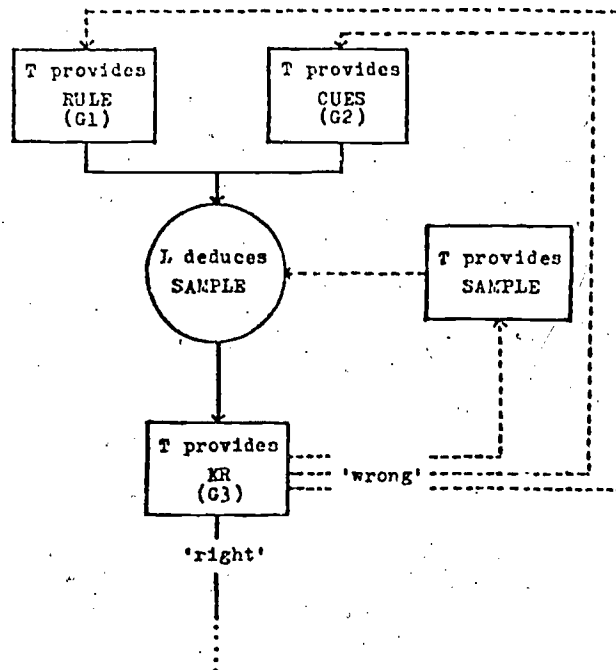 T provides
RULE
(G1)
T provides
CUES
(G2)
L deduces
SAMPLE
T provides
SAMPLE
T provides
KR
(G3)
'wrong'
'right'